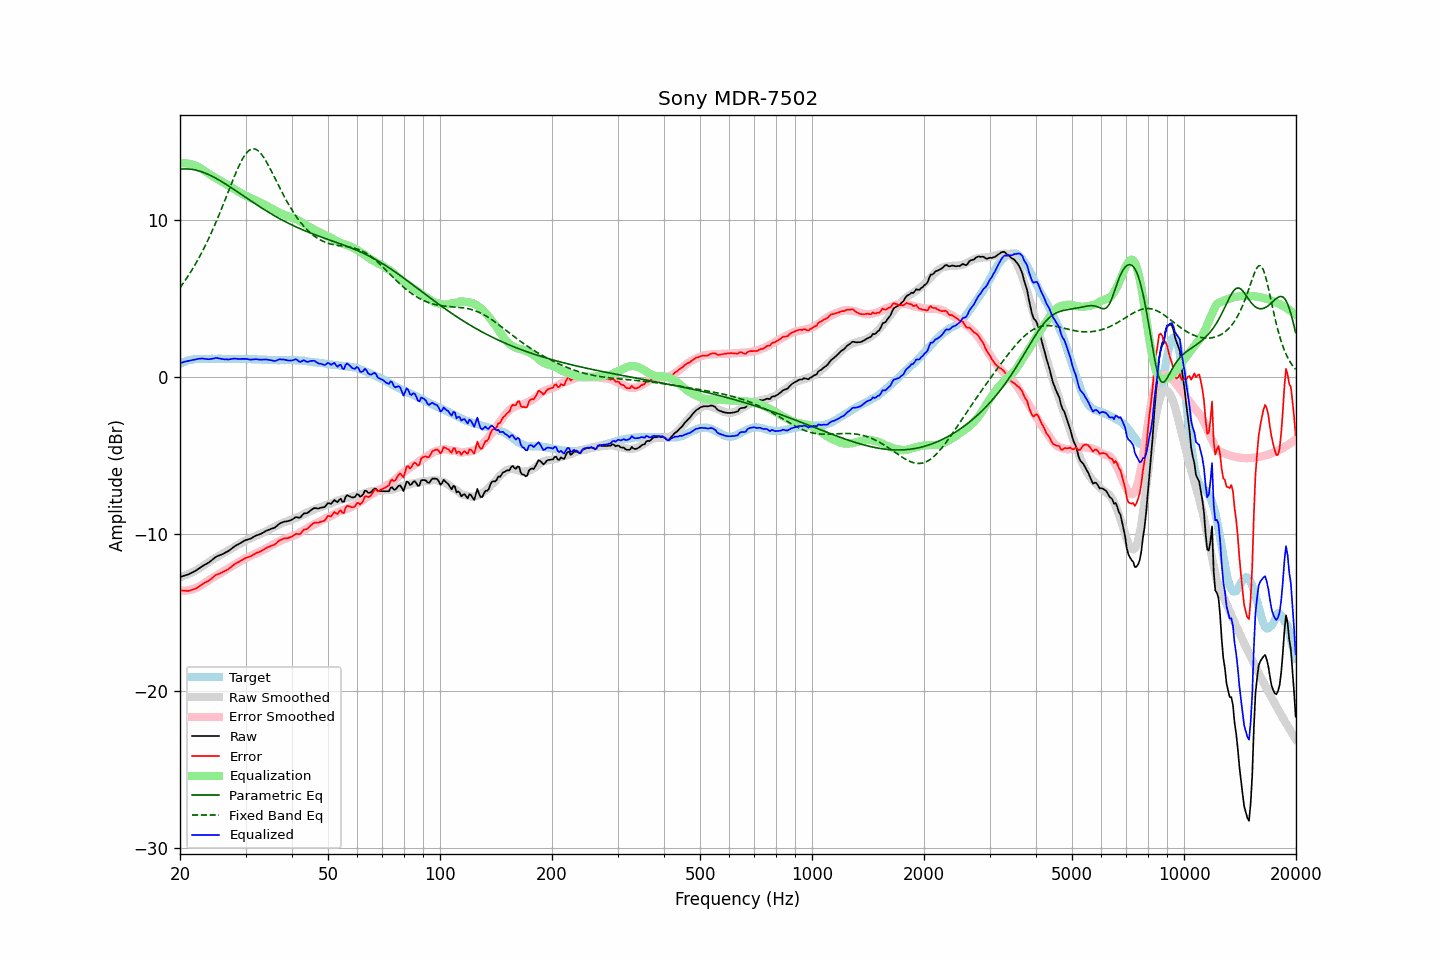 Sony MDR-7502
Amplitude (dBr)
10
0
−10
−20
−30
Target
Raw Smoothed
Error Smoothed
Raw
Error
Equalization
Parametric Eq
Fixed Band Eq
Equalized
20 50 100 200 500 1000 2000 5000 10000 20000
Frequency (Hz)